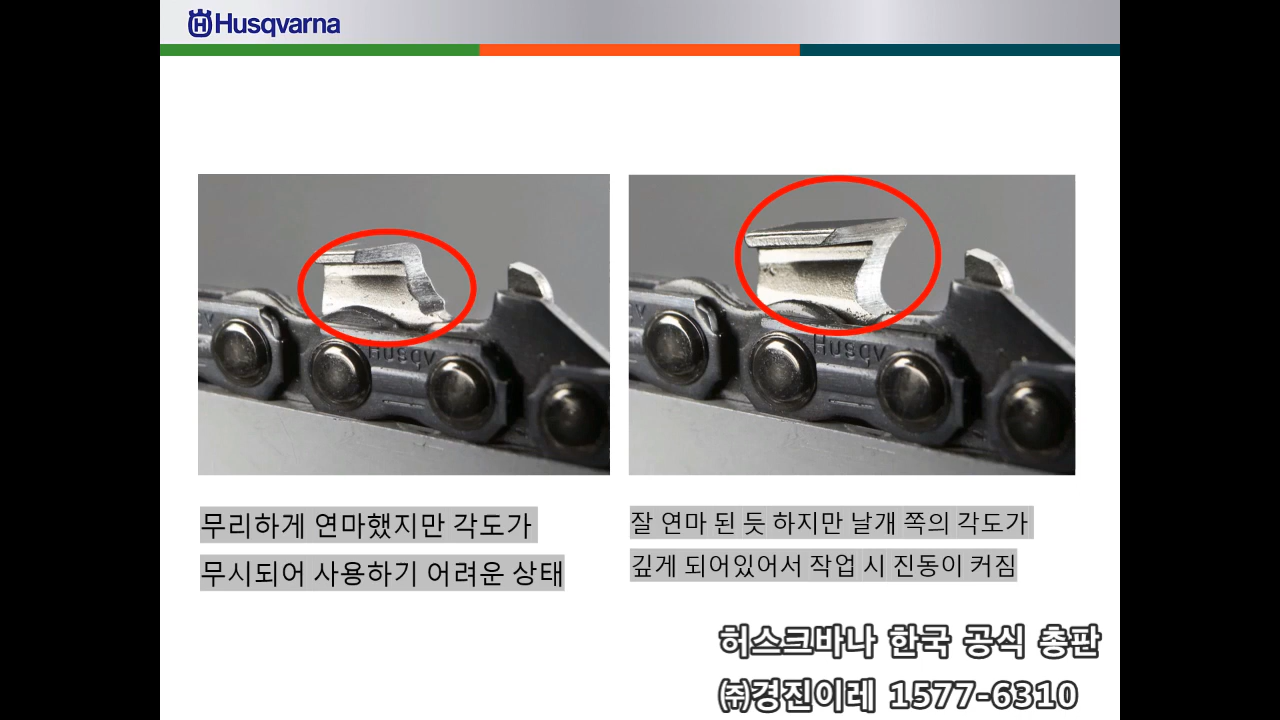 Husqvarna
Husqv
Husqv
무리하게 연마했지만 각도가
무시되어 사용하기 어려운 상태
잘 연마 된 듯 하지만 날개 쪽의 각도가
깊게 되어있어서 작업 시 진동이 커짐
허스크바나 한국 공식 총판
㈜경진이레 1577-6310